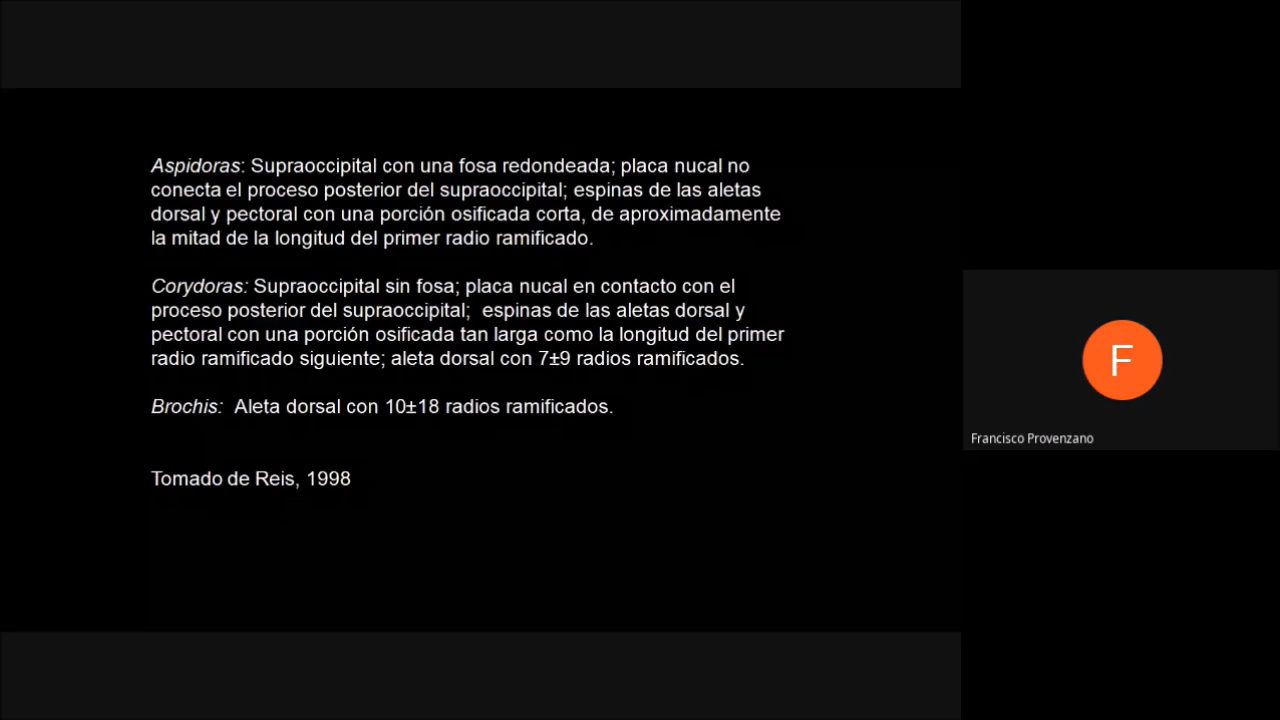 Aspidoras: Supraoccipital con una fosa redondeada; placa nucal no
conecta el proceso posterior del supraoccipital; espinas de las aletas
dorsal y pectoral con una porción osificada corta, de aproximadamente
la mitad de la longitud del primer radio ramificado.
Corydoras: Supraoccipital sin fosa; placa nucal en contacto con el
proceso posterior del supraoccipital; espinas de las aletas dorsal y
pectoral con una porción osificada tan larga como la longitud del primer
radio ramificado siguiente; aleta dorsal con 7±9 radios ramificados.
Brochis: Aleta dorsal con 10±18 radios ramificados.
Tomado de Reis, 1998
F
Francisco Provenzano